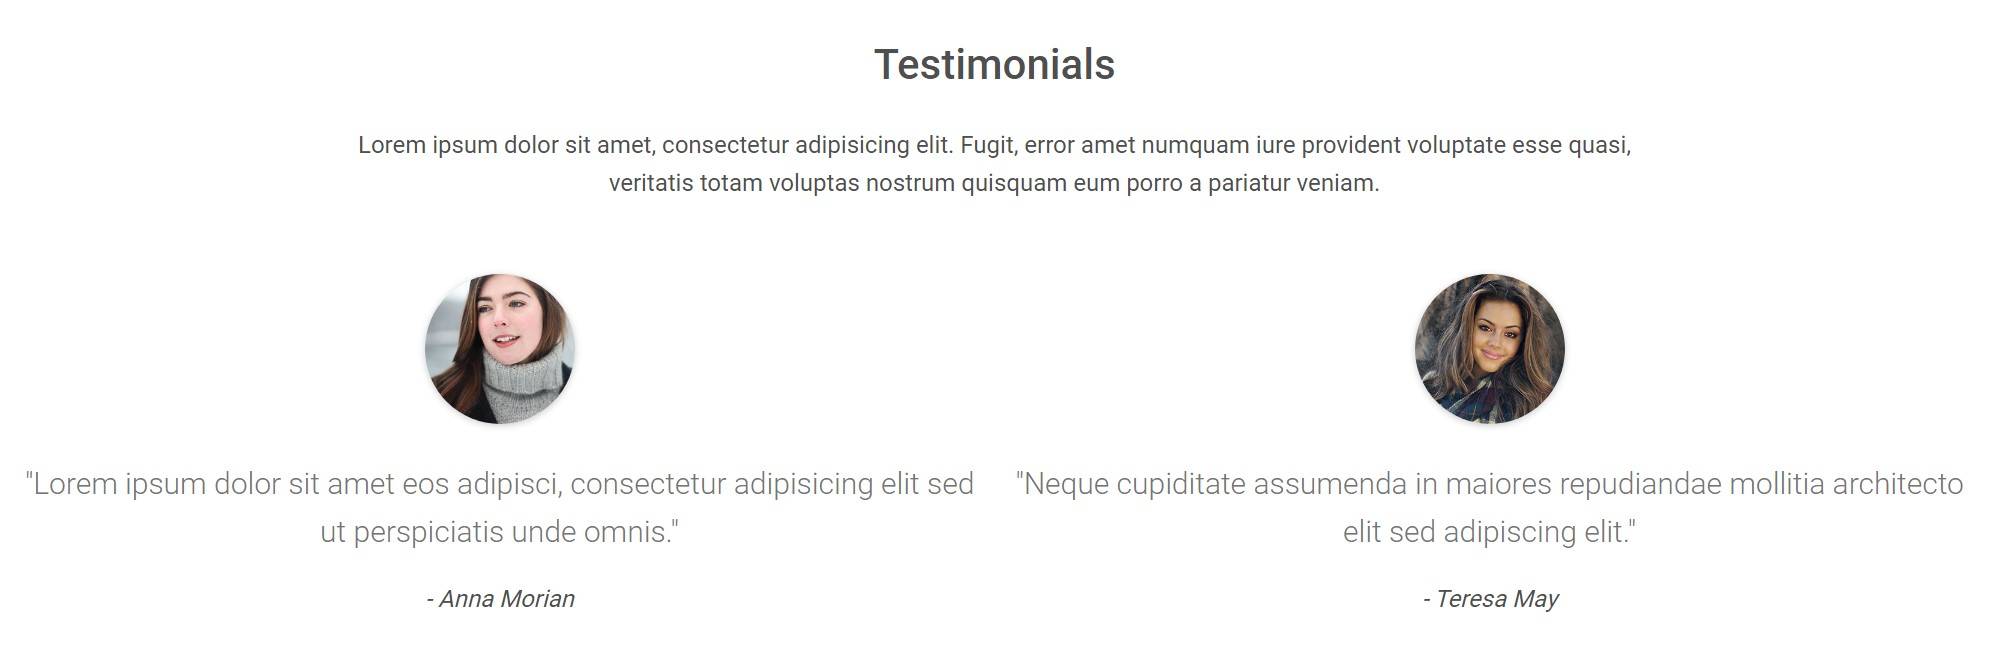 Testimonials
Lorem ipsum dolor sit amet, consectetur adipisicing elit. Fugit, error amet numquam iure provident voluptate esse quasi,
veritatis totam voluptas nostrum quisquam eum porro a pariatur veniam.
"Lorem ipsum dolor sit amet eos adipisci, consectetur adipisicing elit sed
ut perspiciatis unde omnis."
- Anna Morian
"Neque cupiditate assumenda in maiores repudiandae mollitia architecto
elit sed adipiscing elit."
- Teresa May